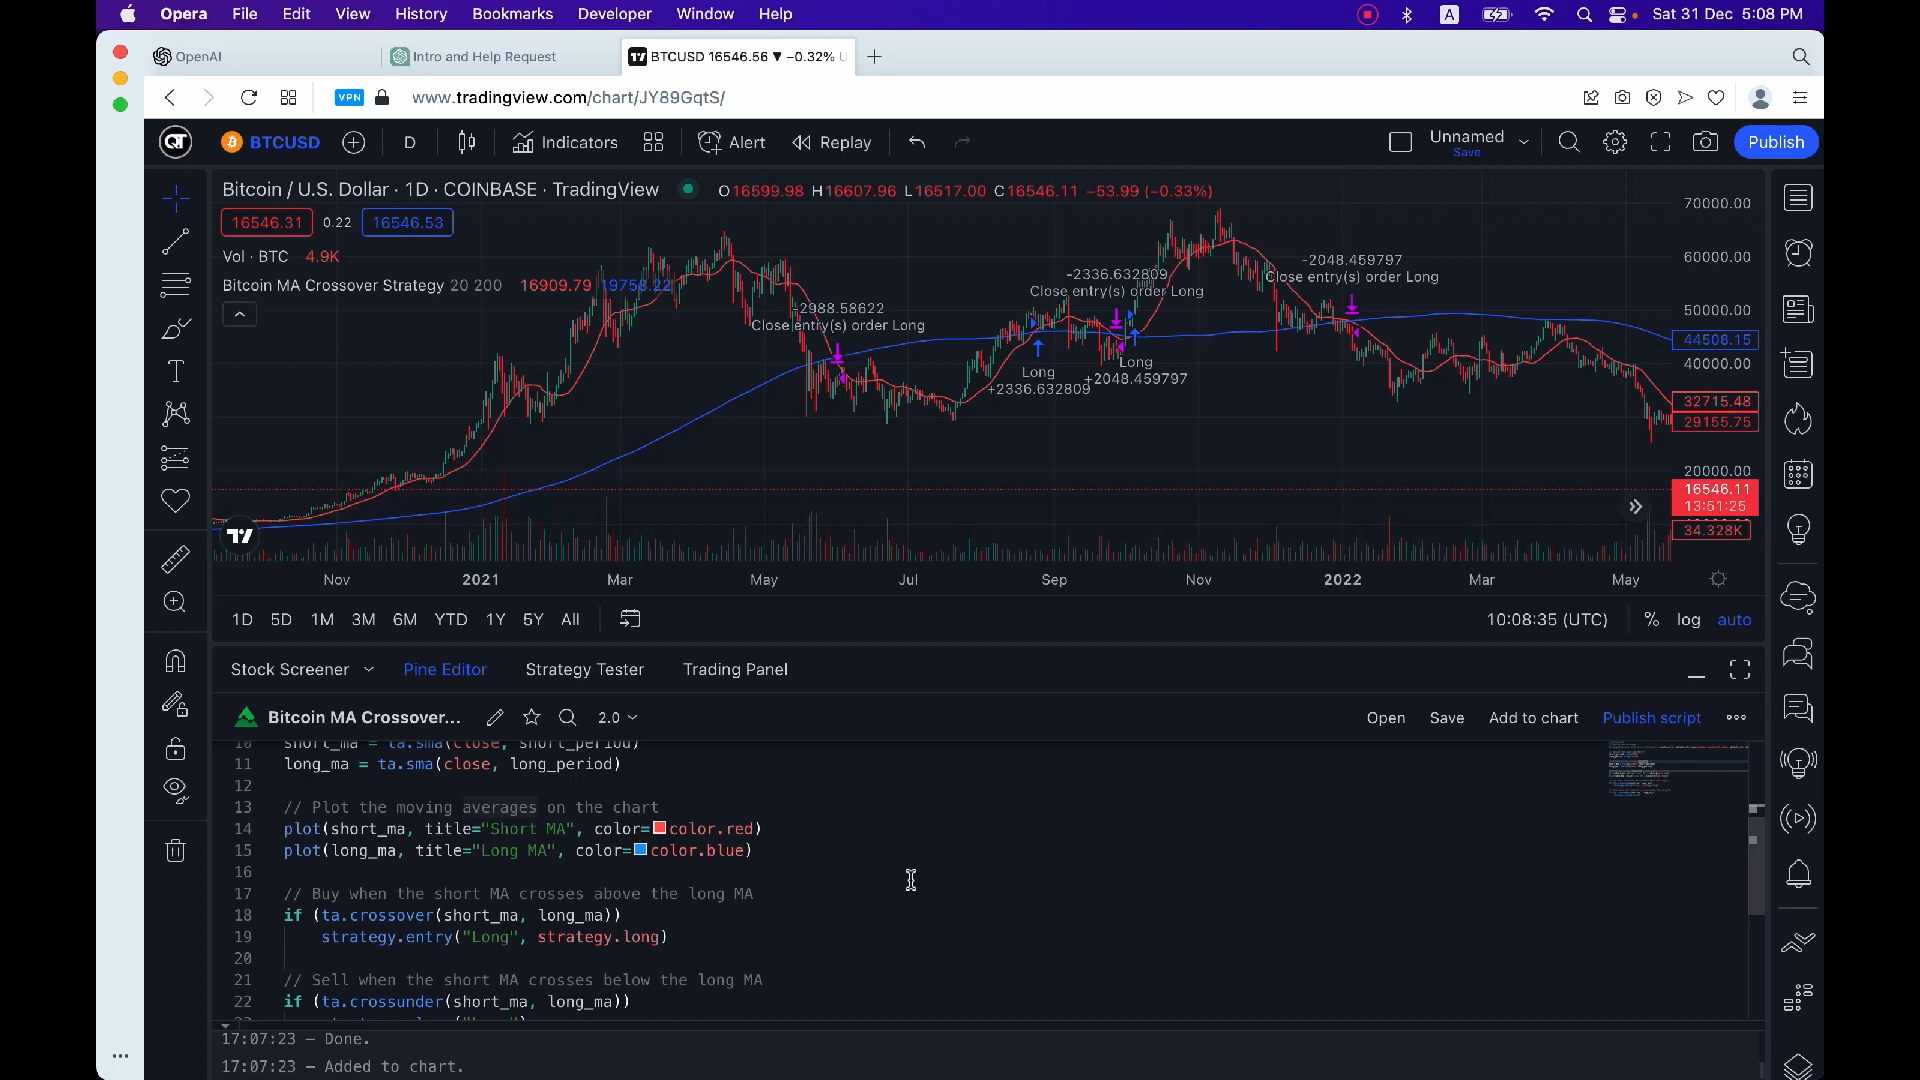 Opera File Edit View History Bookmarks Developer Window Help A Sat 31 Dec 5:08 PM
OpenAI Intro and Help Request BTCUSD 16546.56 ▼ −0.32% U
VPN www.tradingview.com/chart/JY89GqtS/
QT BTCUSD D Indicators Alert Replay Unnamed Save Publish
Bitcoin / U.S. Dollar · 1D · COINBASE · TradingView O16599.98 H16607.96 L16517.00 C16546.11 −53.99 (−0.33%)
16546.31 0.22 16546.53
Vol · BTC 4.9K
Bitcoin MA Crossover Strategy 20 200 16909.79 19758.22
-2988.58622
Close entry(s) order Long
-2336.632809
Close entry(s) order Long
-2048.459797
Close entry(s) order Long
Long
+2336.632809
Long
+2048.459797
70000.00
60000.00
50000.00
44508.15
40000.00
32715.48
29155.75
20000.00
16546.11
13:51:25
34.328K
Nov 2021 Mar May Jul Sep Nov 2022 Mar May
1D 5D 1M 3M 6M YTD 1Y 5Y All 10:08:35 (UTC) % log auto
Stock Screener Pine Editor Strategy Tester Trading Panel
Bitcoin MA Crossover... 2.0 Open Save Add to chart Publish script
10 short_ma = ta.sma(close, short_period)
11 long_ma = ta.sma(close, long_period)
12
13 // Plot the moving averages on the chart
14 plot(short_ma, title="Short MA", color=color.red)
15 plot(long_ma, title="Long MA", color=color.blue)
16
17 // Buy when the short MA crosses above the long MA
18 if (ta.crossover(short_ma, long_ma))
19 strategy.entry("Long", strategy.long)
20
21 // Sell when the short MA crosses below the long MA
22 if (ta.crossunder(short_ma, long_ma))
17:07:23 — Done.
17:07:23 — Added to chart.